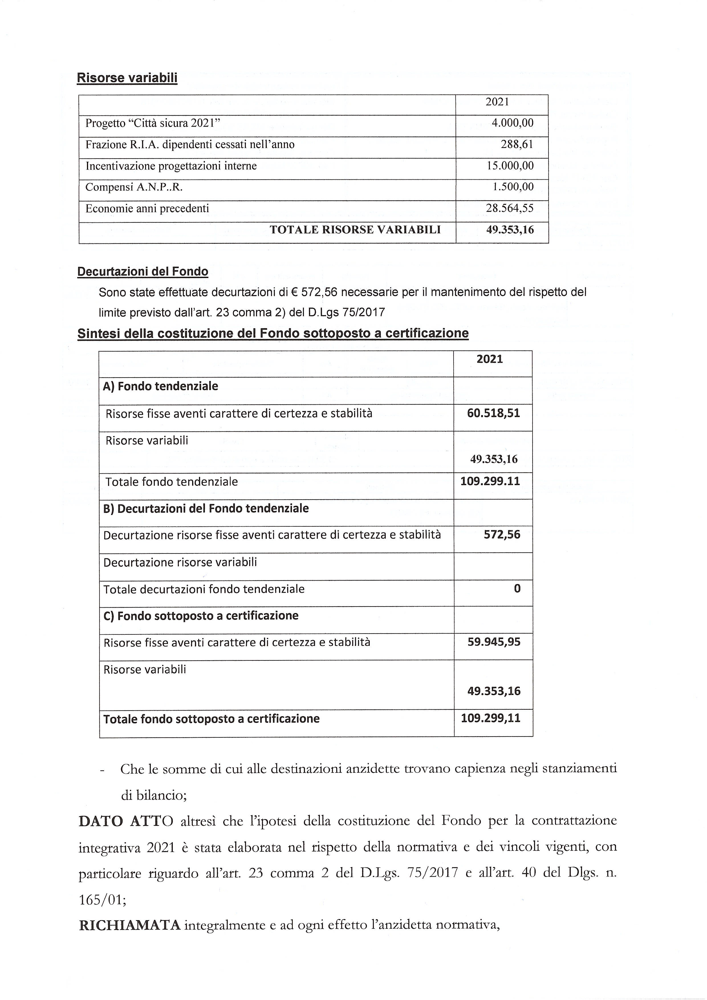 Risorse variabili
2021
Progetto “Città sicura 2021” 4.000,00
Frazione R.I.A. dipendenti cessati nell’anno 288,61
Incentivazione progettazioni interne 15.000,00
Compensi A.N.P..R. 1.500,00
Economie anni precedenti 28.564,55
TOTALE RISORSE VARIABILI 49.353,16
Decurtazioni del Fondo
Sono state effettuate decurtazioni di € 572,56 necessarie per il mantenimento del rispetto del
limite previsto dall’art. 23 comma 2) del D.Lgs 75/2017
Sintesi della costituzione del Fondo sottoposto a certificazione
2021
A) Fondo tendenziale
Risorse fisse aventi carattere di certezza e stabilità 60.518,51
Risorse variabili
49.353,16
Totale fondo tendenziale 109.299.11
B) Decurtazioni del Fondo tendenziale
Decurtazione risorse fisse aventi carattere di certezza e stabilità 572,56
Decurtazione risorse variabili
Totale decurtazioni fondo tendenziale 0
C) Fondo sottoposto a certificazione
Risorse fisse aventi carattere di certezza e stabilità 59.945,95
Risorse variabili
49.353,16
Totale fondo sottoposto a certificazione 109.299,11
- Che le somme di cui alle destinazioni anzidette trovano capienza negli stanziamenti
di bilancio;
DATO ATTO altresì che l’ipotesi della costituzione del Fondo per la contrattazione
integrativa 2021 è stata elaborata nel rispetto della normativa e dei vincoli vigenti, con
particolare riguardo all’art. 23 comma 2 del D.Lgs. 75/2017 e all’art. 40 del Dlgs. n.
165/01;
RICHIAMATA integralmente e ad ogni effetto l’anzidetta normativa,